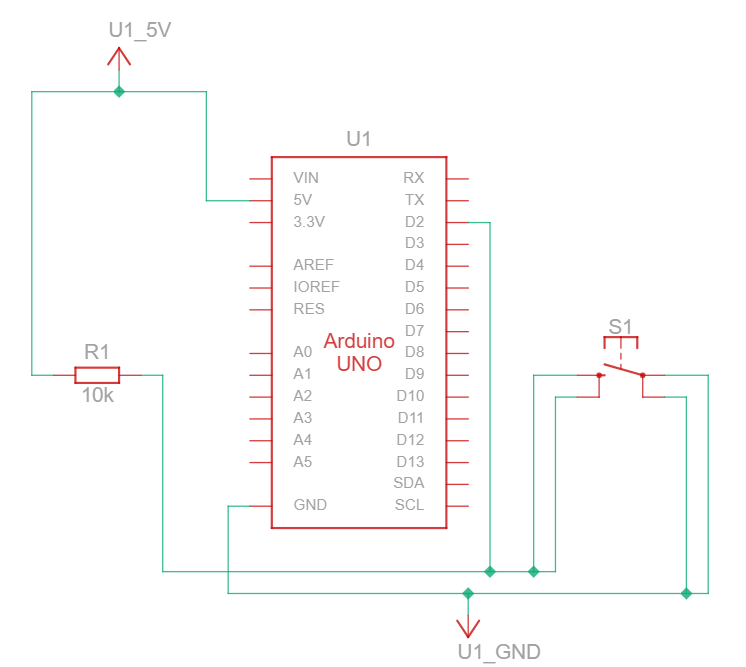 U1_5V
U1
VIN RX
5V TX
3.3V D2
D3
AREF D4
IOREF D5
RES D6
D7
Arduino
UNO
A0 D8
A1 D9
A2 D10
A3 D11
A4 D12
A5 D13
SDA
GND SCL
S1
R1
10k
U1_GND